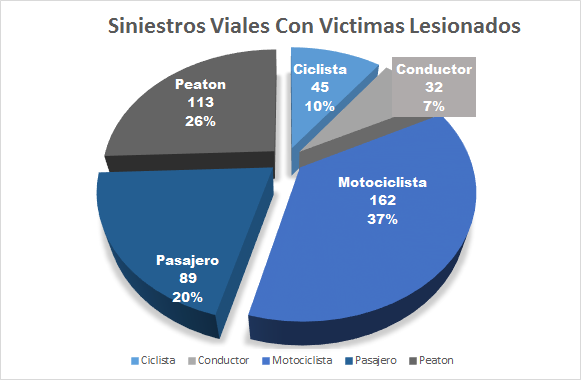 Siniestros Viales Con Victimas Lesionados
Ciclista
45
10%
Conductor
32
7%
Peaton
113
26%
Motociclista
162
37%
Pasajero
89
20%
Ciclista Conductor Motociclista Pasajero Peaton